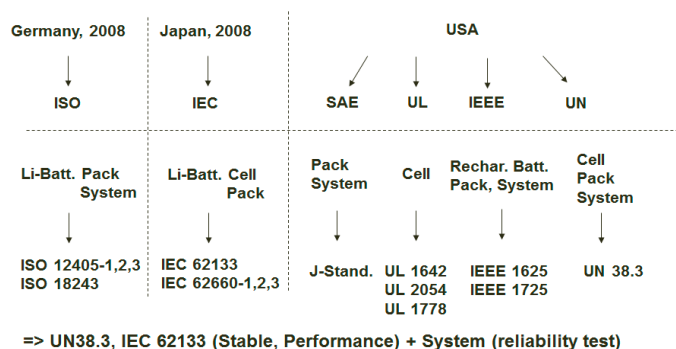 Germany, 2008
Japan, 2008
USA
ISO
IEC
SAE
UL
IEEE
UN
Li-Batt. Pack
System
Li-Batt. Cell
Pack
Pack
System
Cell
Rechar. Batt.
Pack, System
Cell
Pack
System
ISO 12405-1,2,3
ISO 18243
IEC 62133
IEC 62660-1,2,3
J-Stand.
UL 1642
UL 2054
UL 1778
IEEE 1625
IEEE 1725
UN 38.3
=> UN38.3, IEC 62133 (Stable, Performance) + System (reliability test)